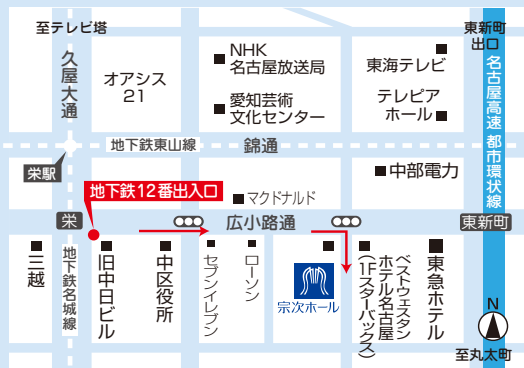 至テレビ塔
久屋大通
オアシス
21
NHK
名古屋放送局
愛知芸術
文化センター
東海テレビ
テレピア
ホール
東新町
出口
名古屋高速 都市環状線
地下鉄東山線
錦通
栄駅
地下鉄12番出入口
マクドナルド
中部電力
栄
広小路通
東新町
三越
地下鉄名城線
旧中日ビル
中区役所
セブンイレブン
ローソン
宗次ホール
ベストウェスタン
ホテル名古屋
(1Fスターバックス)
東急ホテル
N
至丸太町